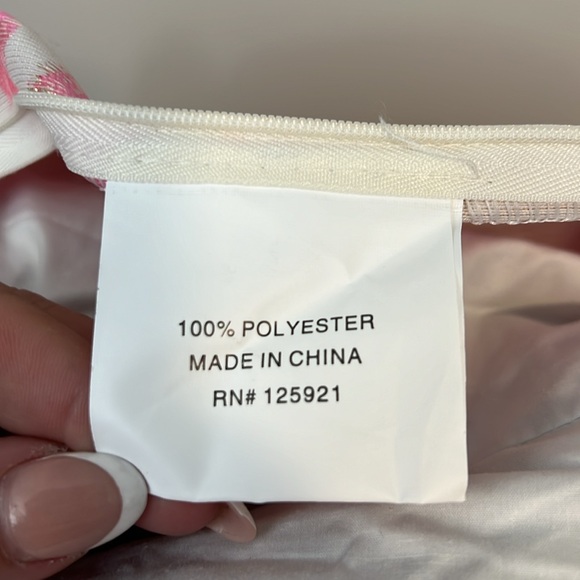 100% POLYESTER
MADE IN CHINA
RN# 125921